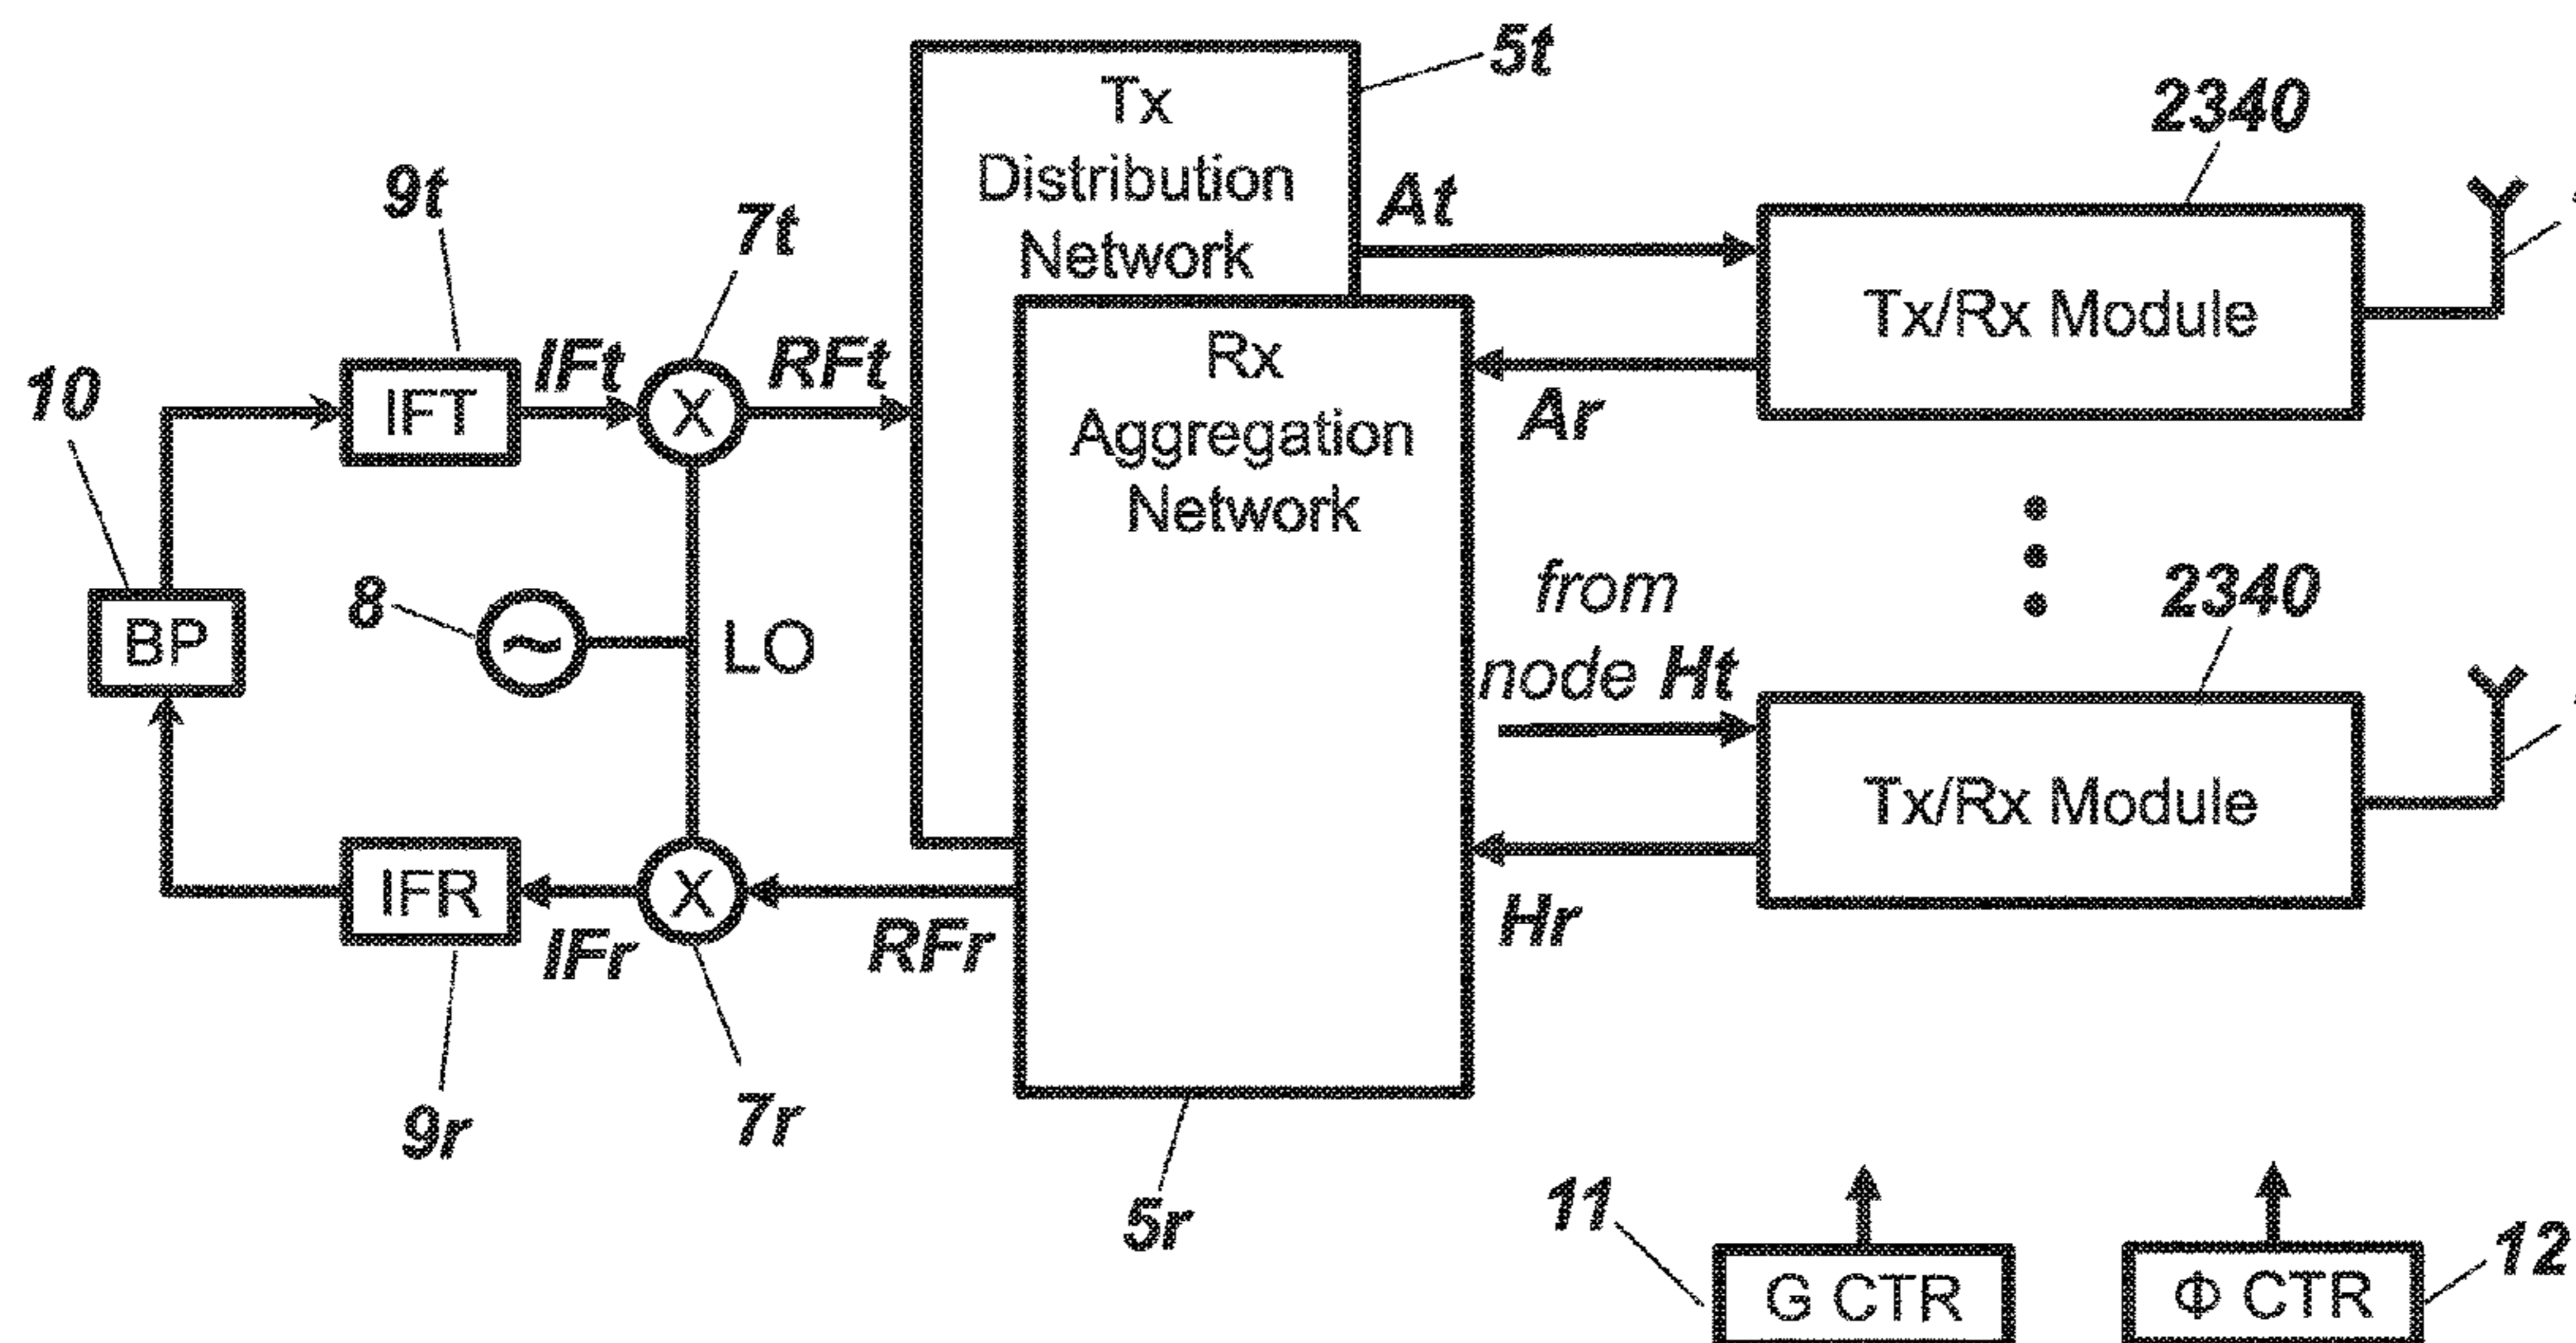 5t
Tx
Distribution
Network
2340
At
Tx/Rx Module
Ar
9t
7t
10
IFT
IFt
X
RFt
Rx
Aggregation
Network
8
~
LO
BP
from
node Ht
2340
Tx/Rx Module
Hr
IFR
IFr
X
RFr
9r
7r
5r
11
G CTR
Φ CTR
12